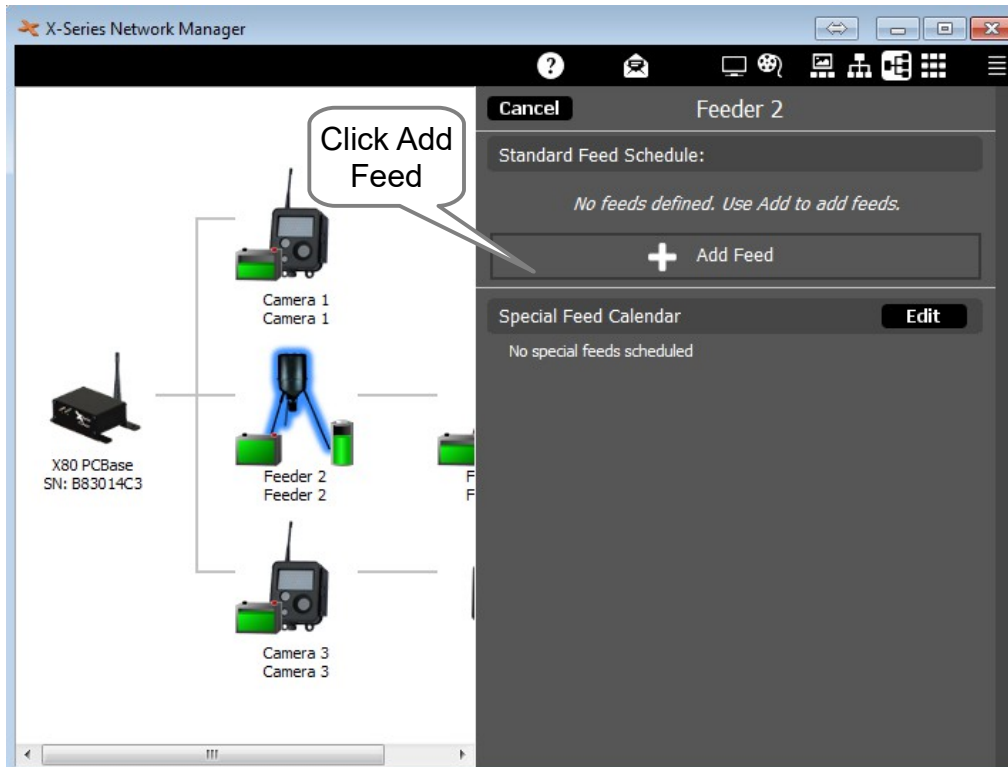 X-Series Network Manager
Cancel
Feeder 2
Click Add
Feed
Standard Feed Schedule:
No feeds defined. Use Add to add feeds.
Add Feed
Special Feed Calendar
Edit
No special feeds scheduled
Camera 1
Camera 1
X80 PCBase
SN: B83014C3
Feeder 2
Feeder 2
F
F
Camera 3
Camera 3